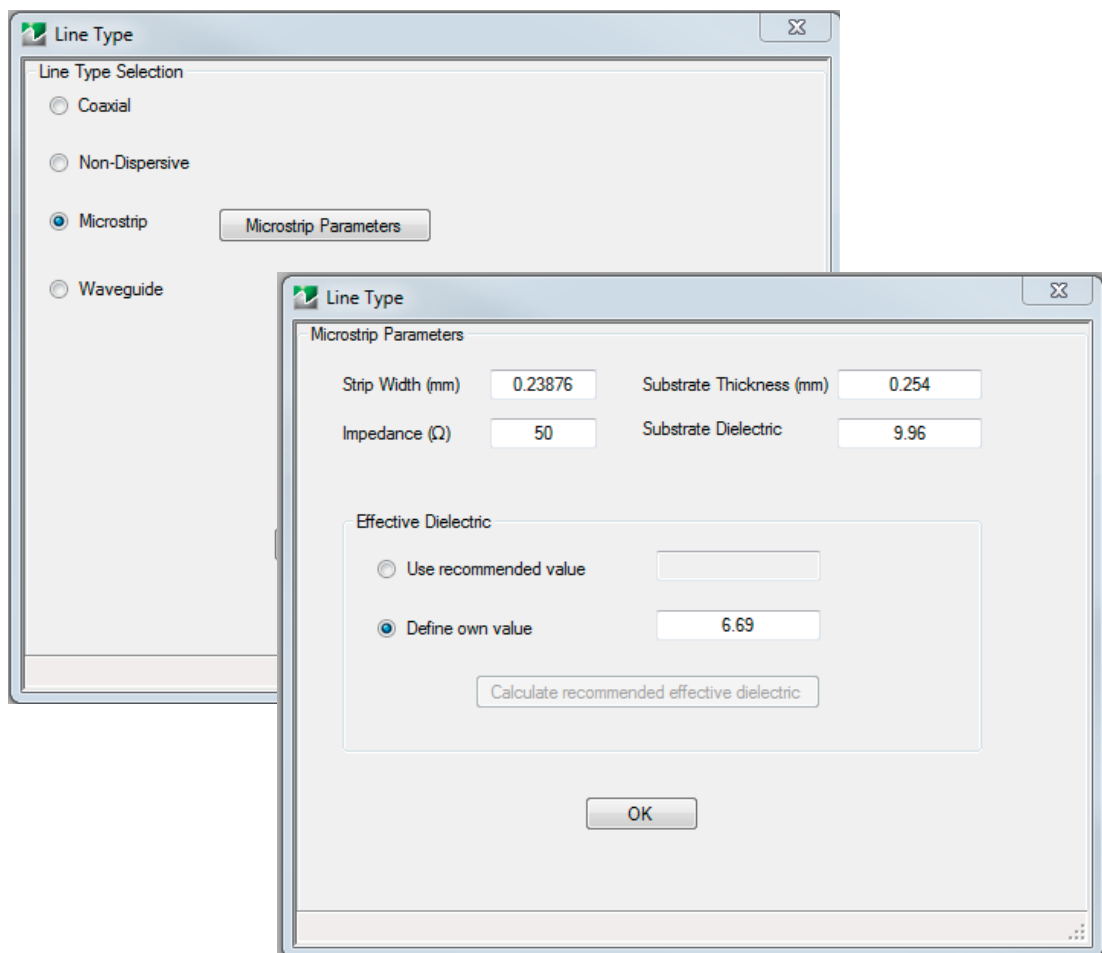 Line Type
Line Type Selection
Coaxial
Non-Dispersive
Microstrip
Microstrip Parameters
Waveguide
Line Type
Microstrip Parameters
Strip Width (mm) 0.23876 Substrate Thickness (mm) 0.254
Impedance (Ω) 50 Substrate Dielectric 9.96
Effective Dielectric
Use recommended value
Define own value 6.69
Calculate recommended effective dielectric
OK